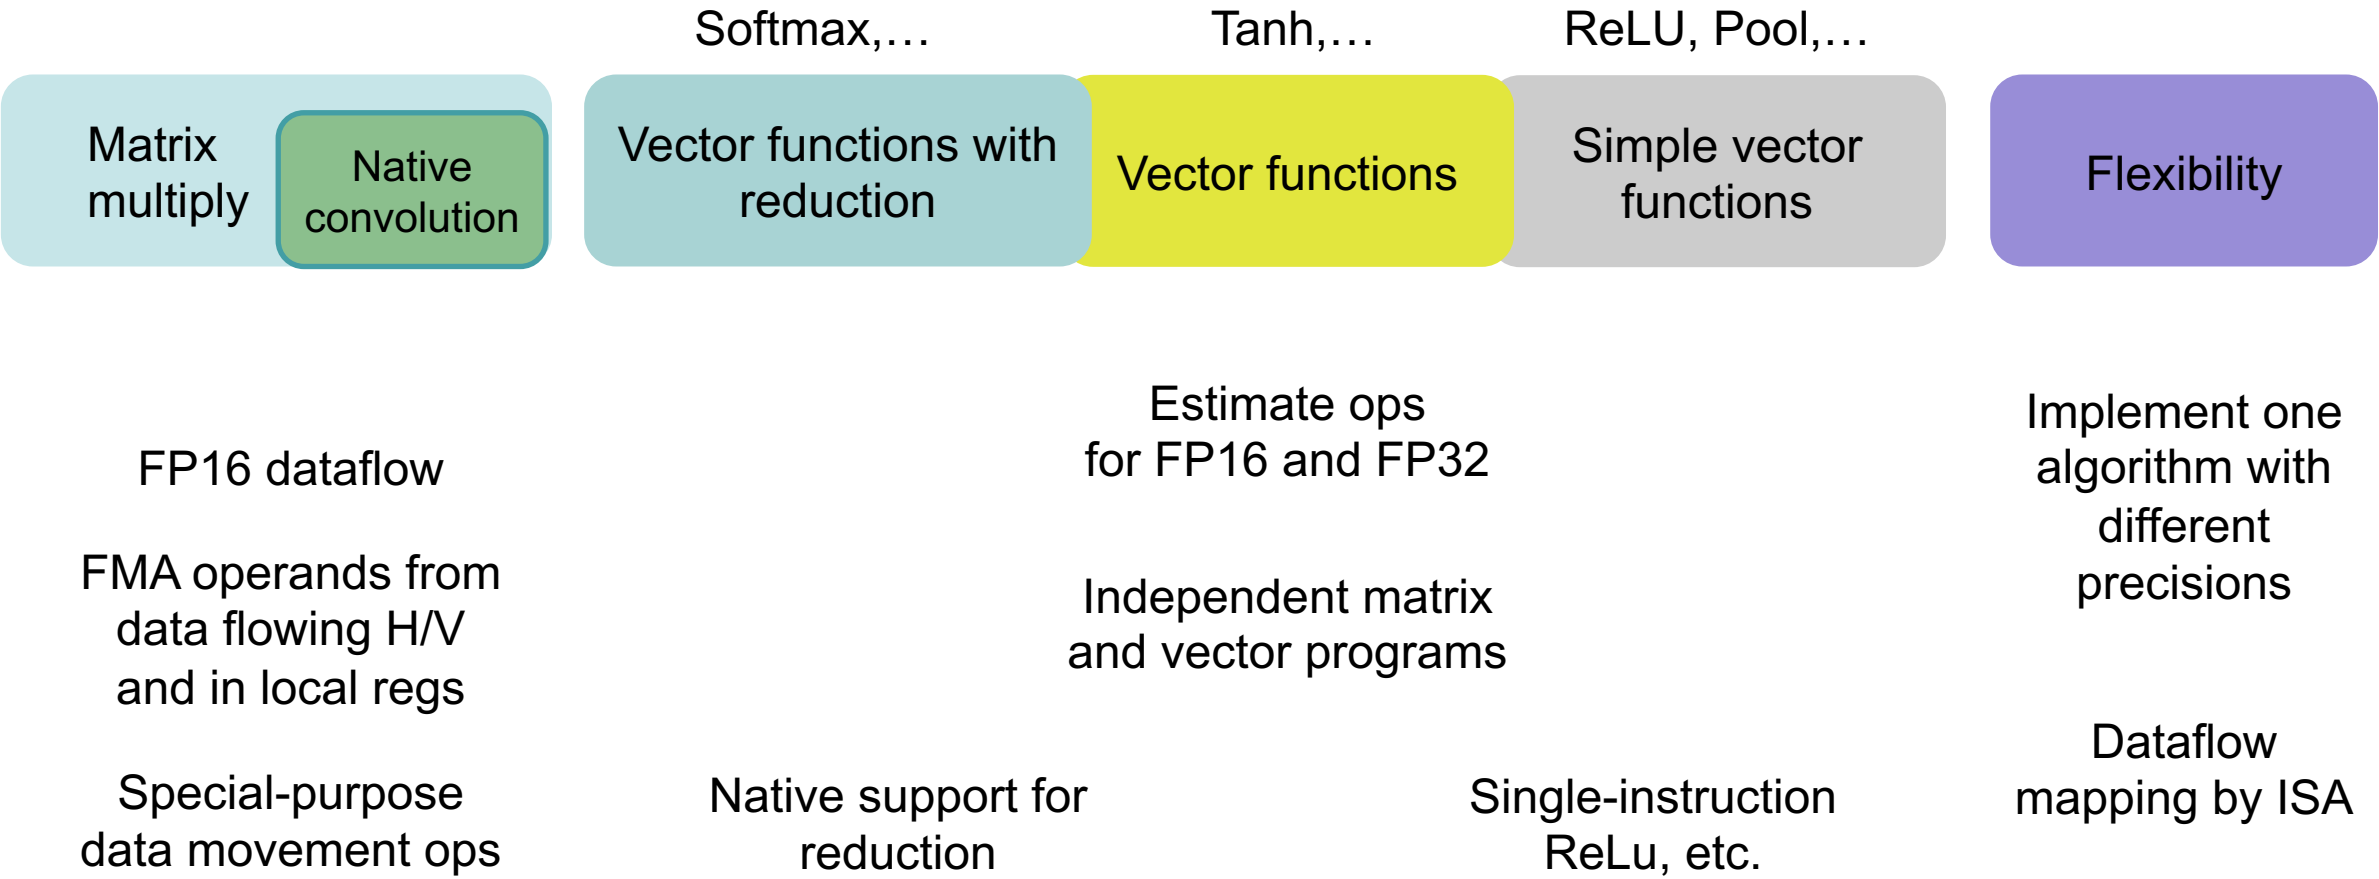 Softmax,…
Tanh,…
ReLU, Pool,…
Matrix
multiply
Native
convolution
Vector functions with
reduction
Vector functions
Simple vector
functions
Flexibility
FP16 dataflow
FMA operands from
data flowing H/V
and in local regs
Special-purpose
data movement ops
Native support for
reduction
Estimate ops
for FP16 and FP32
Independent matrix
and vector programs
Single-instruction
ReLu, etc.
Implement one
algorithm with
different
precisions
Dataflow
mapping by ISA